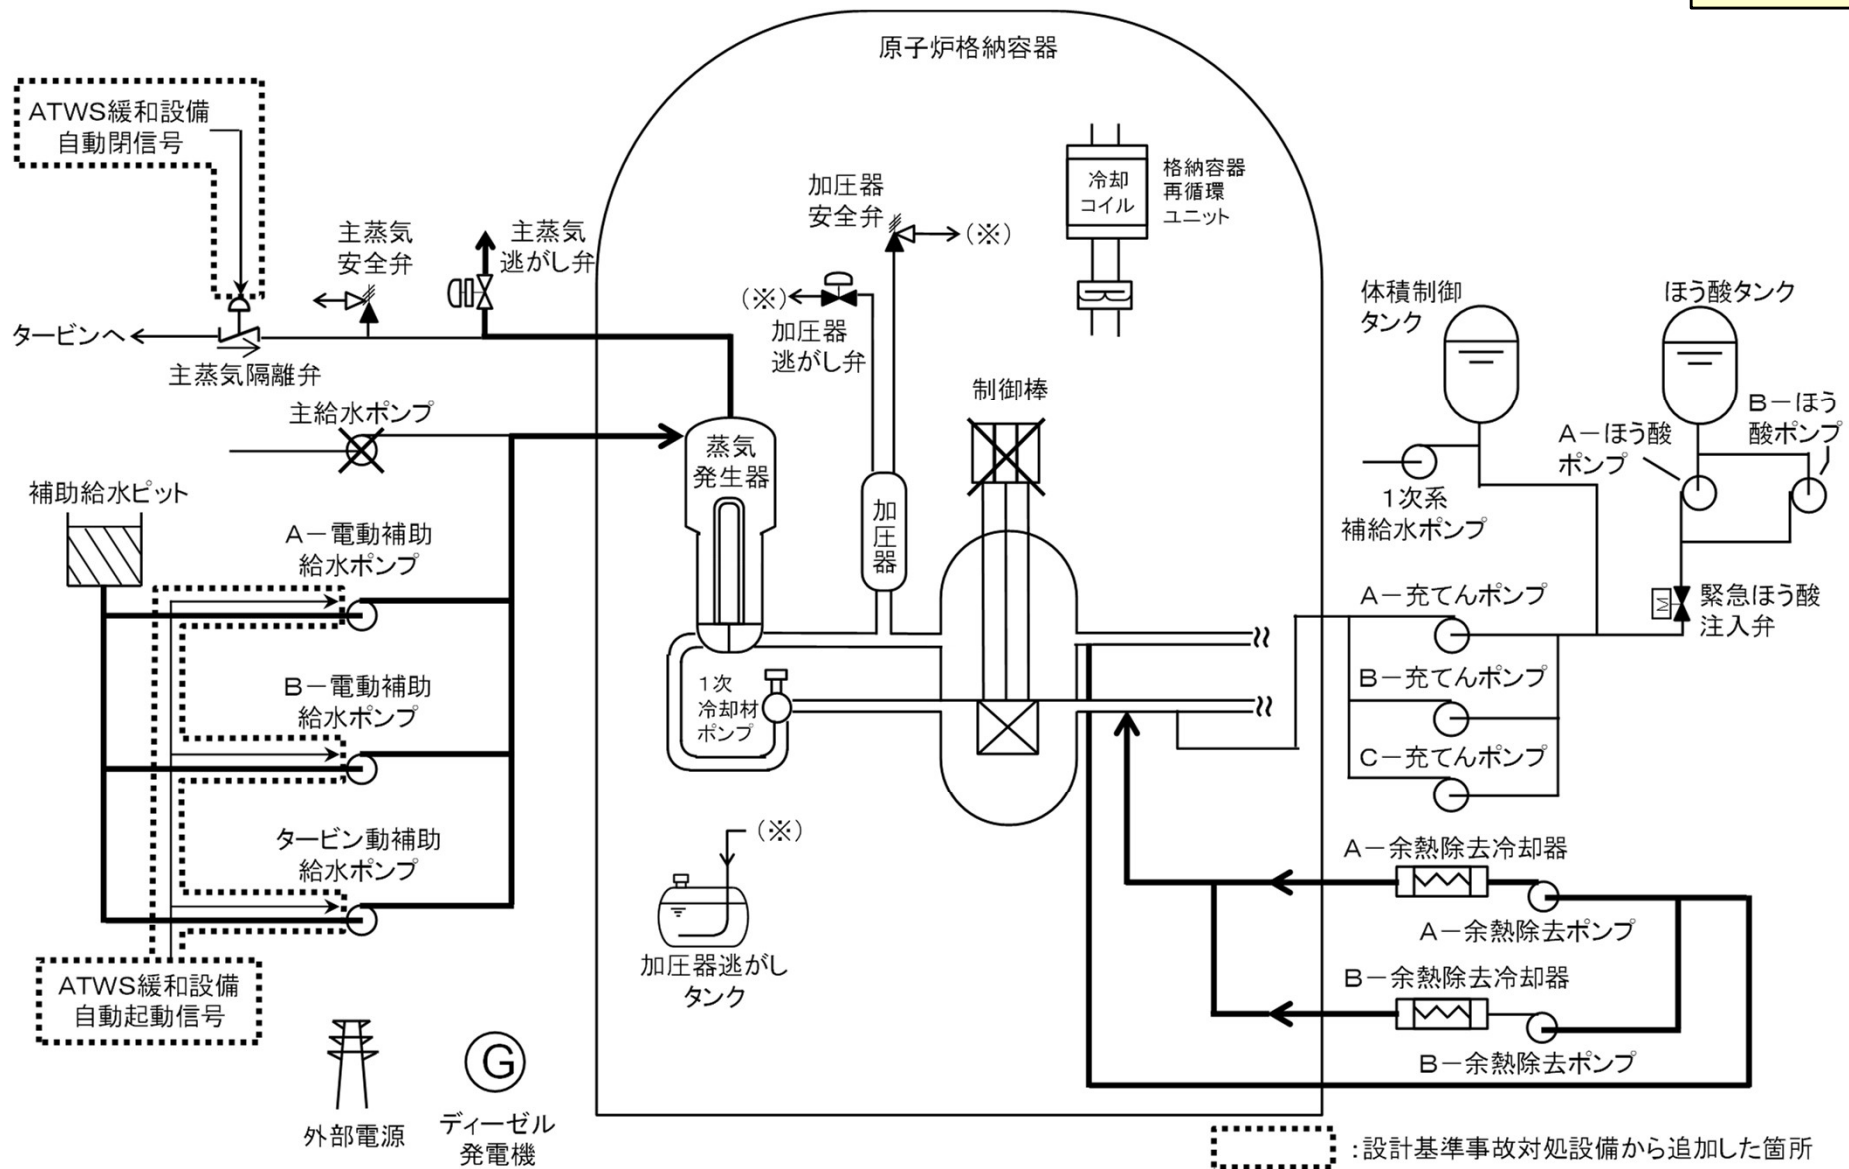 原子炉格納容器
ATWS緩和設備
自動閉信号
主蒸気
安全弁
主蒸気
逃がし弁
タービンへ
主蒸気隔離弁
主給水ポンプ
補助給水ピット
A-電動補助
給水ポンプ
B-電動補助
給水ポンプ
タービン動補助
給水ポンプ
ATWS緩和設備
自動起動信号
外部電源
G
ディーゼル
発電機
加圧器
安全弁
(※)
(※)
加圧器
逃がし弁
冷却
コイル
格納容器
再循環
ユニット
制御棒
蒸気
発生器
加
圧
器
1次
冷却材
ポンプ
(※)
加圧器逃がし
タンク
体積制御
タンク
ほう酸タンク
B-ほう
酸ポンプ
A-ほう酸
ポンプ
1次系
補給水ポンプ
M
緊急ほう酸
注入弁
A-充てんポンプ
B-充てんポンプ
C-充てんポンプ
A-余熱除去冷却器
A-余熱除去ポンプ
B-余熱除去冷却器
B-余熱除去ポンプ
:設計基準事故対処設備から追加した箇所